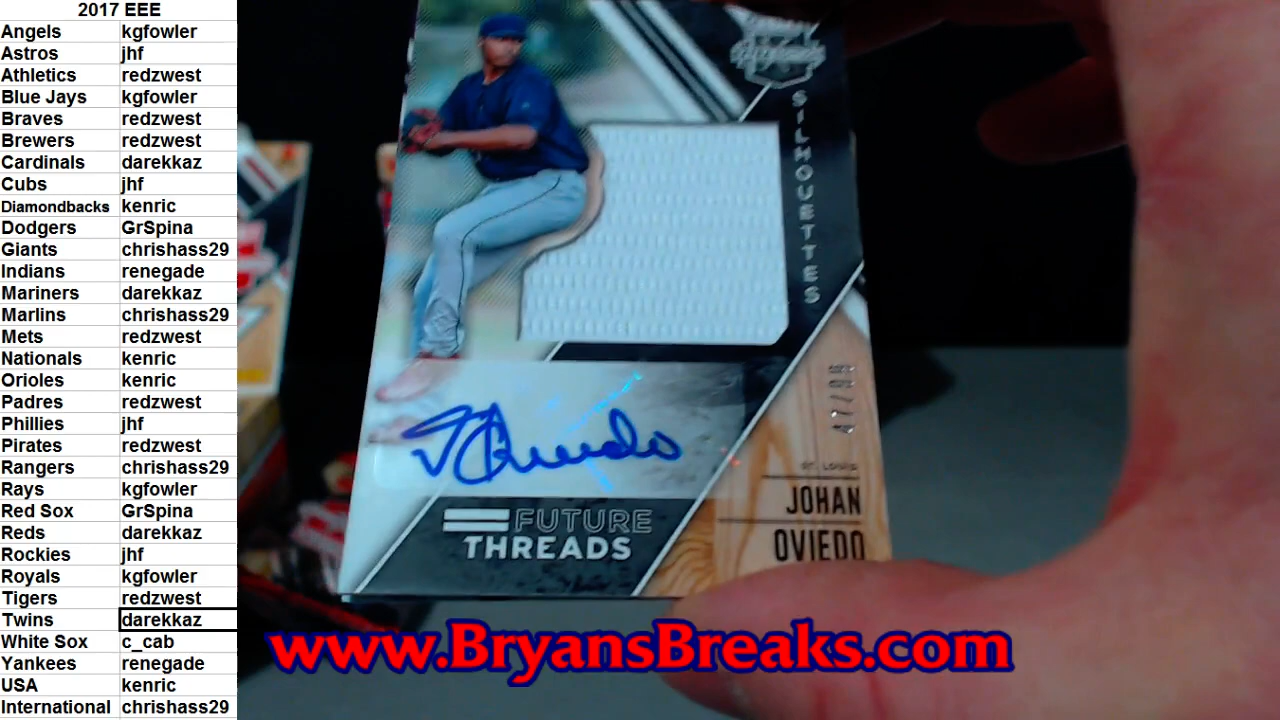 2017 EEE
Angels kgfowler
Astros jhf
Athletics redzwest
Blue Jays kgfowler
Braves redzwest
Brewers redzwest
Cardinals darekkaz
Cubs jhf
Diamondbacks kenric
Dodgers GrSpina
Giants chrishass29
Indians renegade
Mariners darekkaz
Marlins chrishass29
Mets redzwest
Nationals kenric
Orioles kenric
Padres redzwest
Phillies jhf
Pirates redzwest
Rangers chrishass29
Rays kgfowler
Red Sox GrSpina
Reds darekkaz
Rockies jhf
Royals kgfowler
Tigers redzwest
Twins darekkaz
White Sox c_cab
Yankees renegade
USA kenric
International chrishass29
SILHOUETTES
47/99
ST. LOUIS
JOHAN
OVIEDO
FUTURE
THREADS
www.BryansBreaks.com